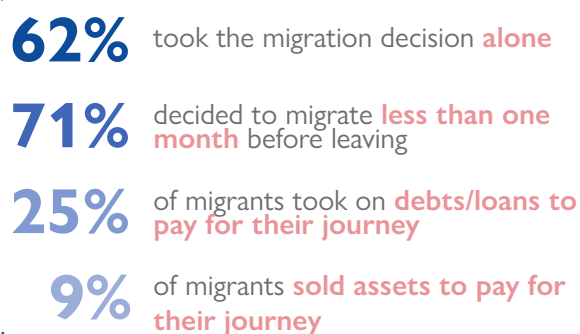 62% took the migration decision alone
71% decided to migrate less than one
month before leaving
25% of migrants took on debts/loans to
pay for their journey
9% of migrants sold assets to pay for
their journey